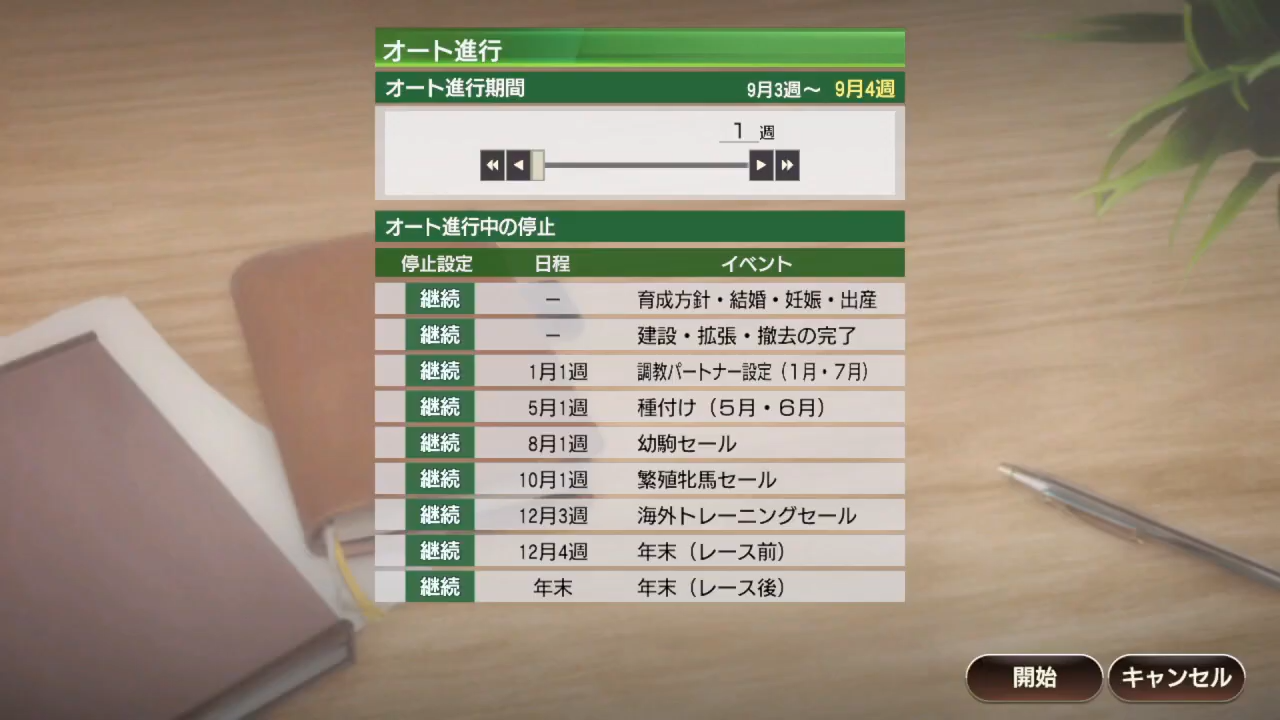 オート進行
オート進行期間 9月3週～ 9月4週
1 週
オート進行中の停止
停止設定 日程 イベント
継続 － 育成方針・結婚・妊娠・出産
継続 － 建設・拡張・撤去の完了
継続 1月1週 調教パートナー設定（1月・7月）
継続 5月1週 種付け（５月・６月）
継続 8月1週 幼駒セール
継続 10月1週 繁殖牝馬セール
継続 12月3週 海外トレーニングセール
継続 12月4週 年末（レース前）
継続 年末 年末（レース後）
開始 キャンセル